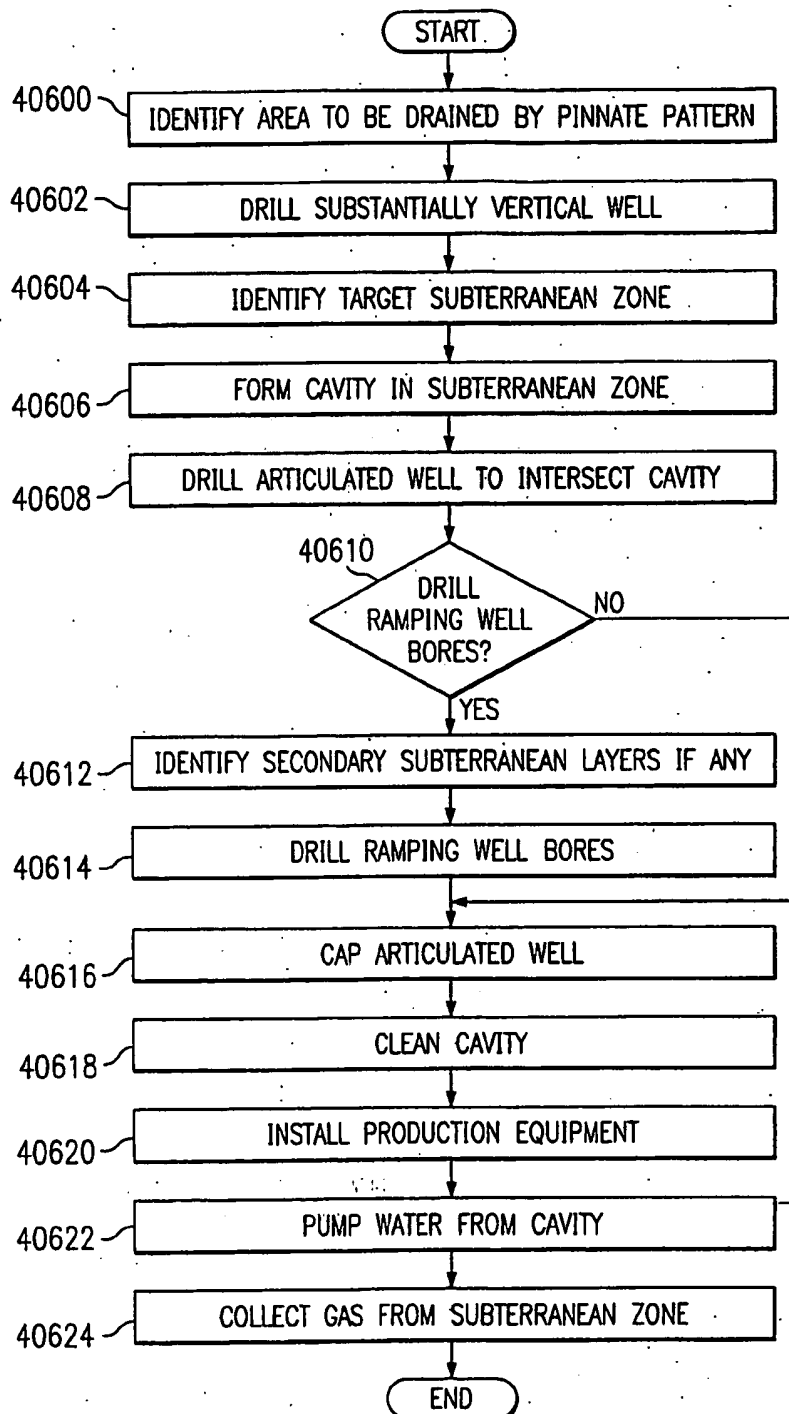 START
40600
IDENTIFY AREA TO BE DRAINED BY PINNATE PATTERN
40602
DRILL SUBSTANTIALLY VERTICAL WELL
40604
IDENTIFY TARGET SUBTERRANEAN ZONE
40606
FORM CAVITY IN SUBTERRANEAN ZONE
40608
DRILL ARTICULATED WELL TO INTERSECT CAVITY
40610
DRILL
RAMPING WELL
BORES?
NO
YES
40612
IDENTIFY SECONDARY SUBTERRANEAN LAYERS IF ANY
40614
DRILL RAMPING WELL BORES
40616
CAP ARTICULATED WELL
40618
CLEAN CAVITY
40620
INSTALL PRODUCTION EQUIPMENT
40622
PUMP WATER FROM CAVITY
40624
COLLECT GAS FROM SUBTERRANEAN ZONE
END